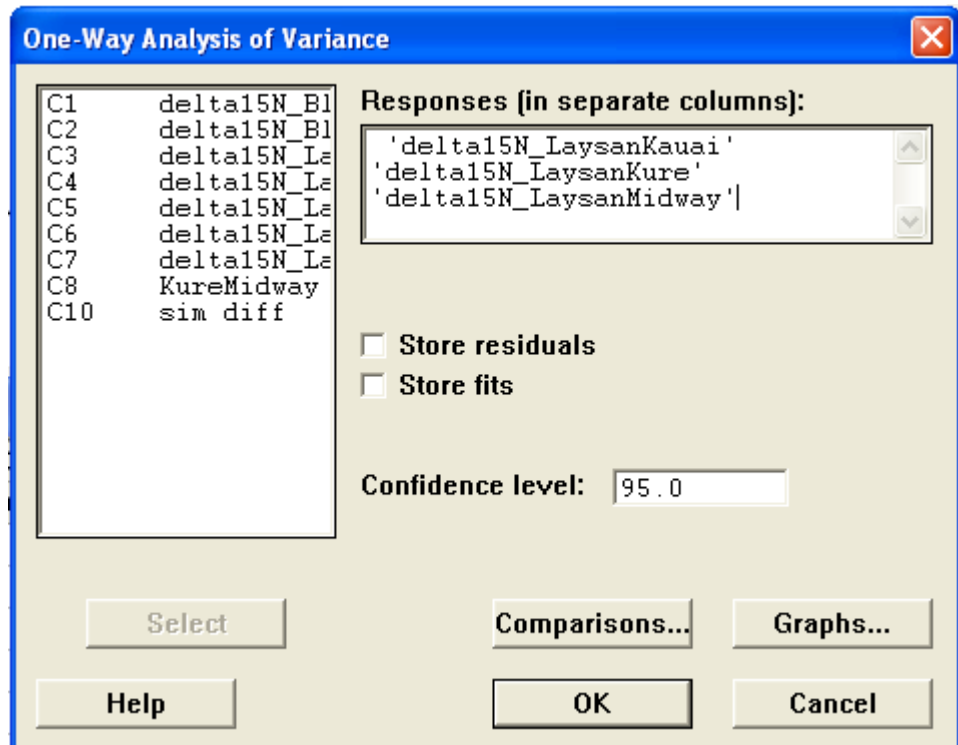 One-Way Analysis of Variance
C1 delta15N_Bl
C2 delta15N_Bl
C3 delta15N_La
C4 delta15N_La
C5 delta15N_La
C6 delta15N_La
C7 delta15N_La
C8 KureMidway
C10 sim diff
Responses (in separate columns):
'delta15N_LaysanKauai'
'delta15N_LaysanKure'
'delta15N_LaysanMidway'
Store residuals
Store fits
Confidence level: 95.0
Select
Comparisons... Graphs...
Help OK Cancel